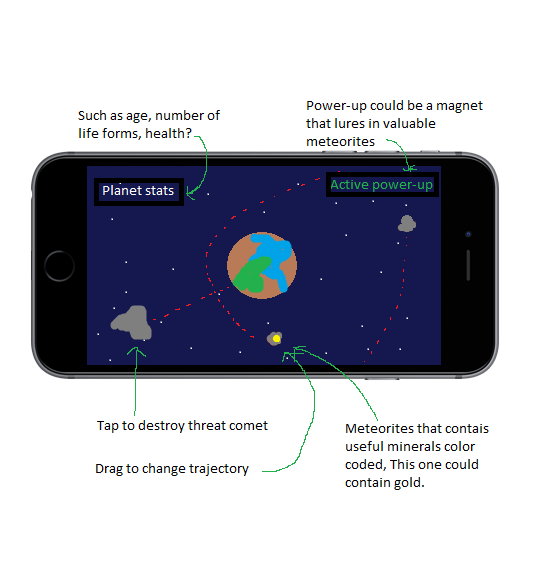 Such as age, number of
life forms, health?
Power-up could be a magnet
that lures in valuable
meteorites
Planet stats
Active power-up
Tap to destroy threat comet
Drag to change trajectory
Meteorites that contais
useful minerals color
coded, This one could
contain gold.